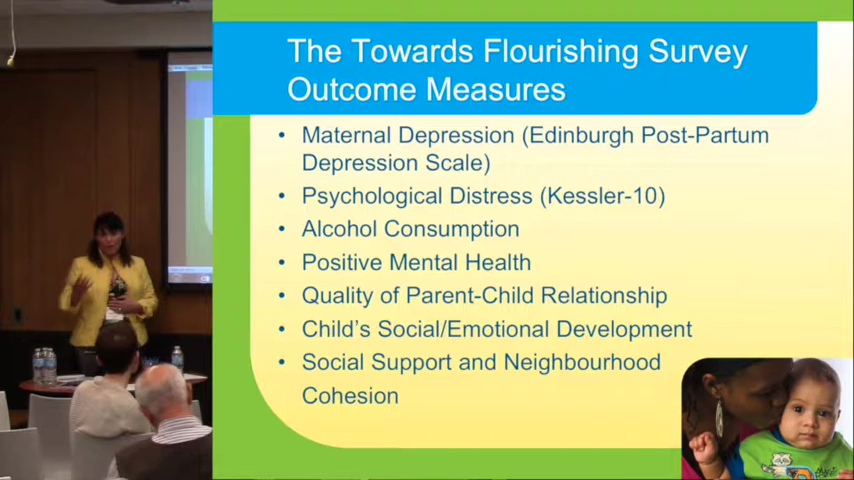 The Towards Flourishing Survey
Outcome Measures
• Maternal Depression (Edinburgh Post-Partum
Depression Scale)
• Psychological Distress (Kessler-10)
• Alcohol Consumption
• Positive Mental Health
• Quality of Parent-Child Relationship
• Child's Social/Emotional Development
• Social Support and Neighbourhood
Cohesion